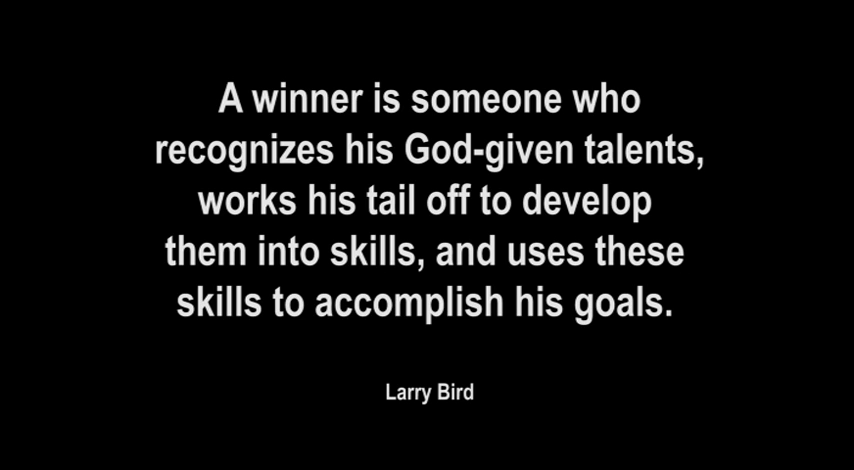 A winner is someone who
recognizes his God-given talents,
works his tail off to develop
them into skills, and uses these
skills to accomplish his goals.
Larry Bird